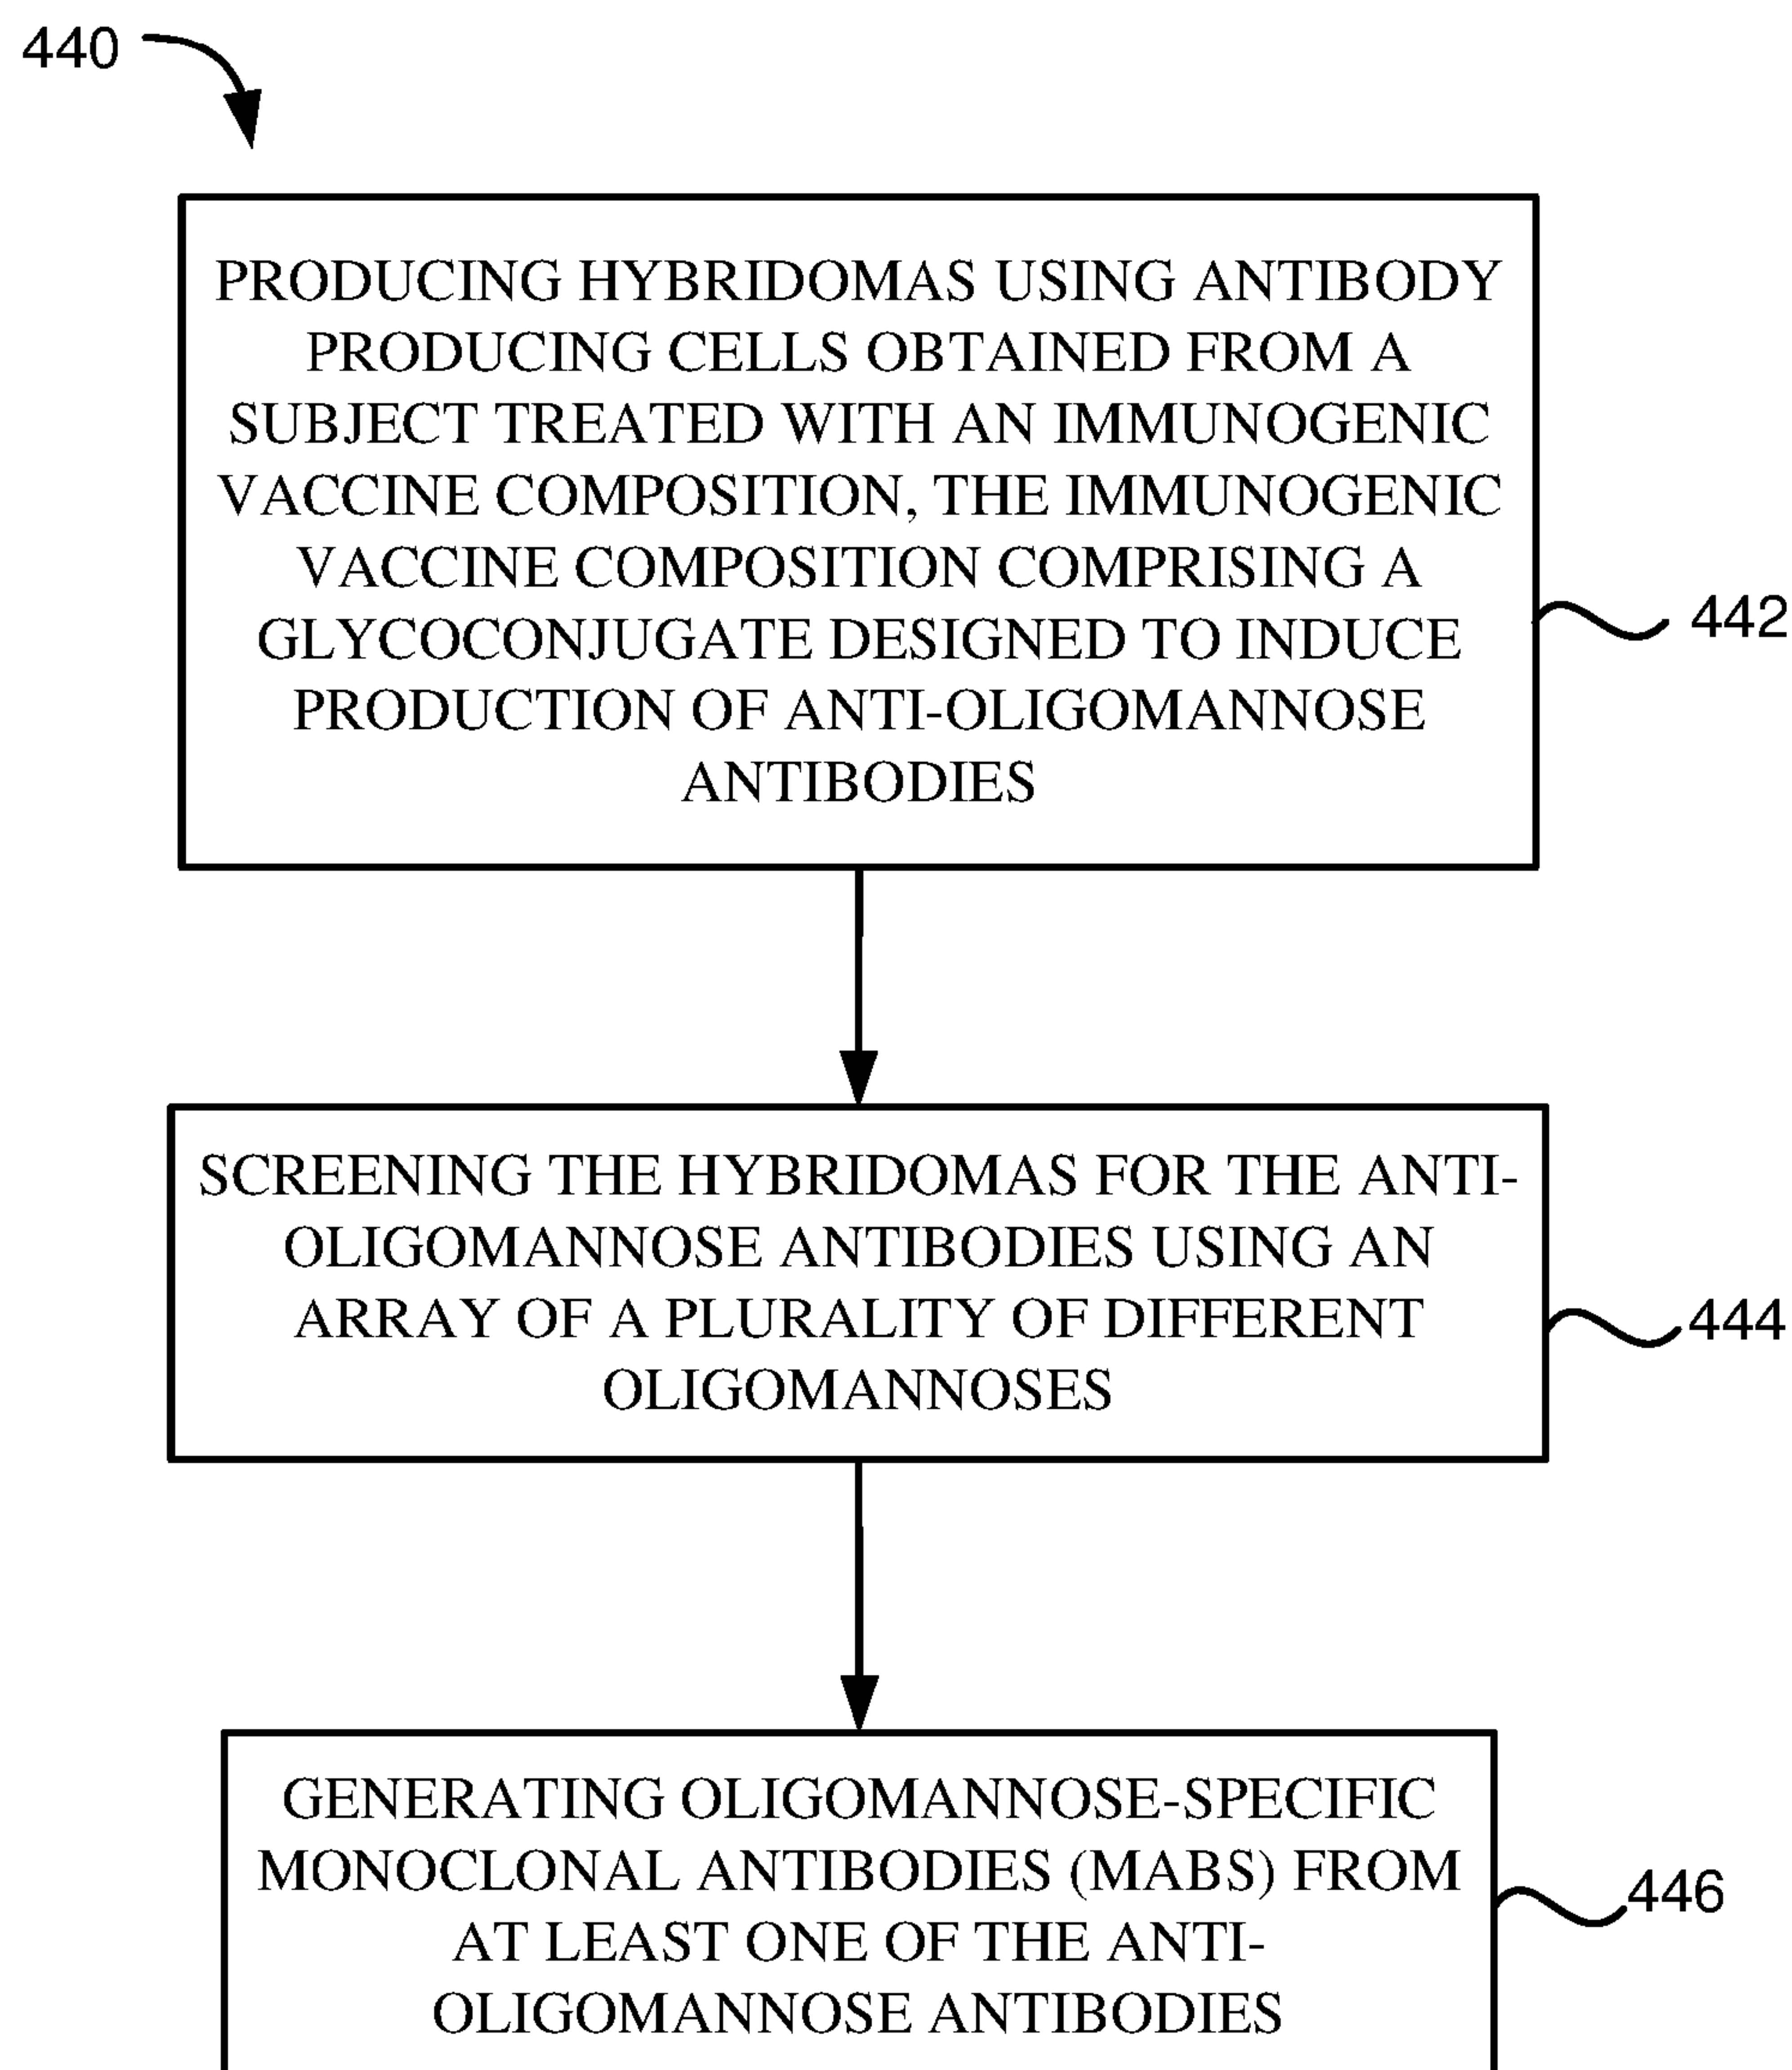 440
PRODUCING HYBRIDOMAS USING ANTIBODY
PRODUCING CELLS OBTAINED FROM A
SUBJECT TREATED WITH AN IMMUNOGENIC
VACCINE COMPOSITION, THE IMMUNOGENIC
VACCINE COMPOSITION COMPRISING A
GLYCOCONJUGATE DESIGNED TO INDUCE
PRODUCTION OF ANTI-OLIGOMANNOSE
ANTIBODIES
442
SCREENING THE HYBRIDOMAS FOR THE ANTI-
OLIGOMANNOSE ANTIBODIES USING AN
ARRAY OF A PLURALITY OF DIFFERENT
OLIGOMANNOSES
444
GENERATING OLIGOMANNOSE-SPECIFIC
MONOCLONAL ANTIBODIES (MABS) FROM
AT LEAST ONE OF THE ANTI-
OLIGOMANNOSE ANTIBODIES
446